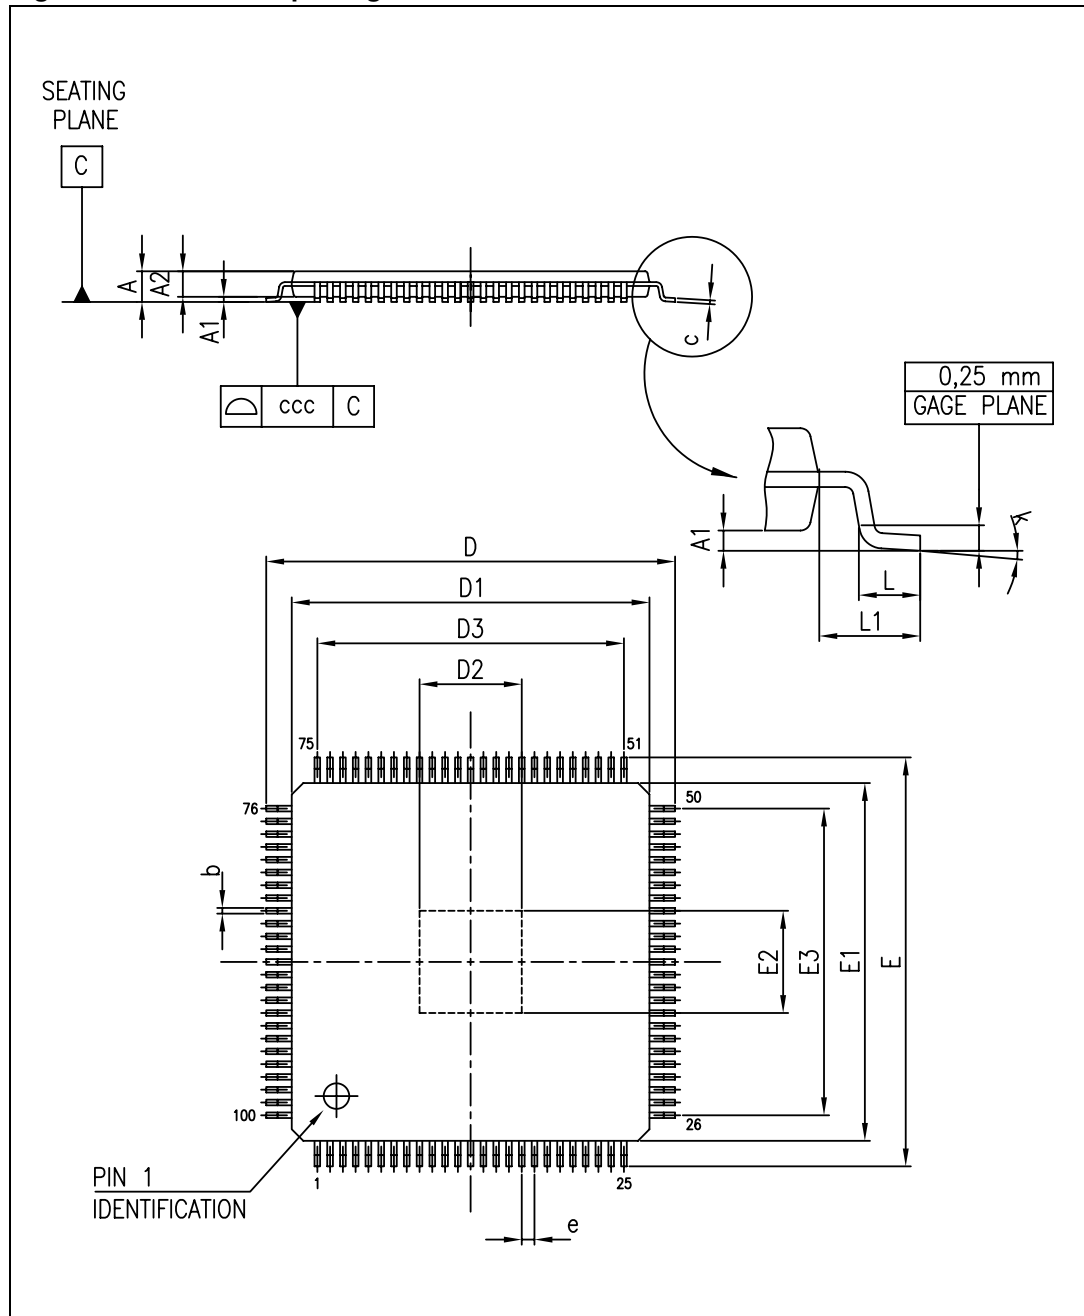 SEATING
PLANE
C
A
A2
A1
c
ccc C
0,25 mm
GAGE PLANE
A1
K
L
L1
D
D1
D3
D2
75
51
76
50
b
E2
E3
E1
E
100
26
PIN 1
IDENTIFICATION
1
25
e